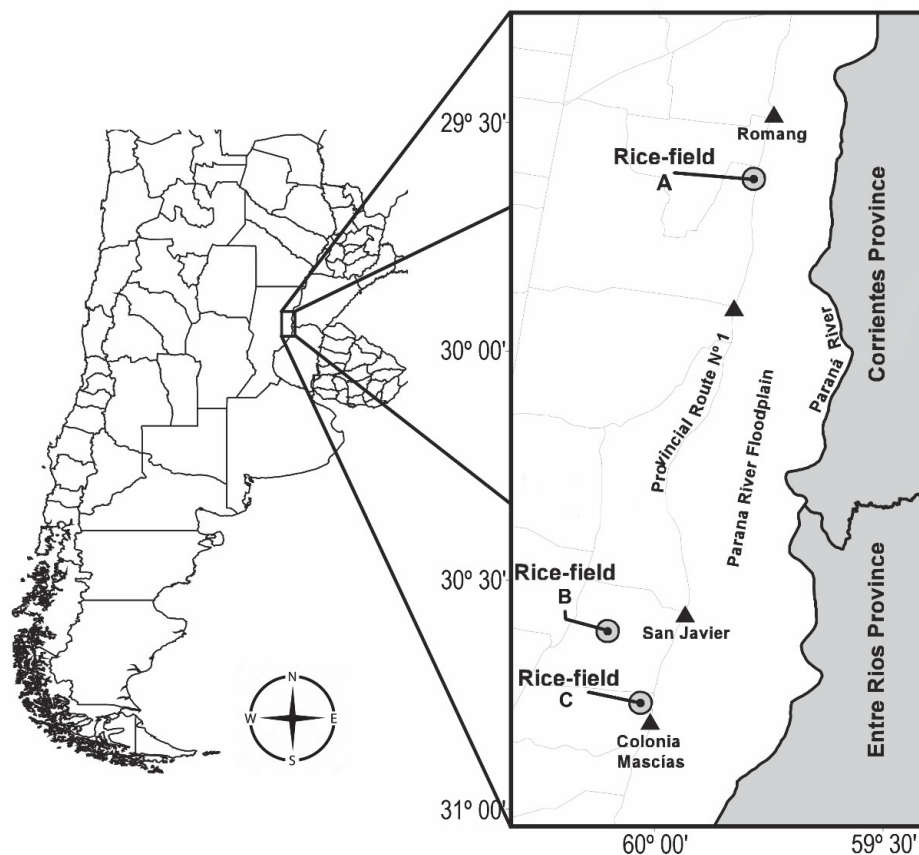 29º 30'
30º 00'
30º 30'
31º 00'
60º 00'
59º 30'
Romang
Rice-field
A
Provincial Route Nº 1
Parana River Floodplain
Paraná River
Corrientes Province
Rice-field
B
San Javier
Rice-field
C
Colonia
Mascías
Entre Rios Province
N
W
E
S